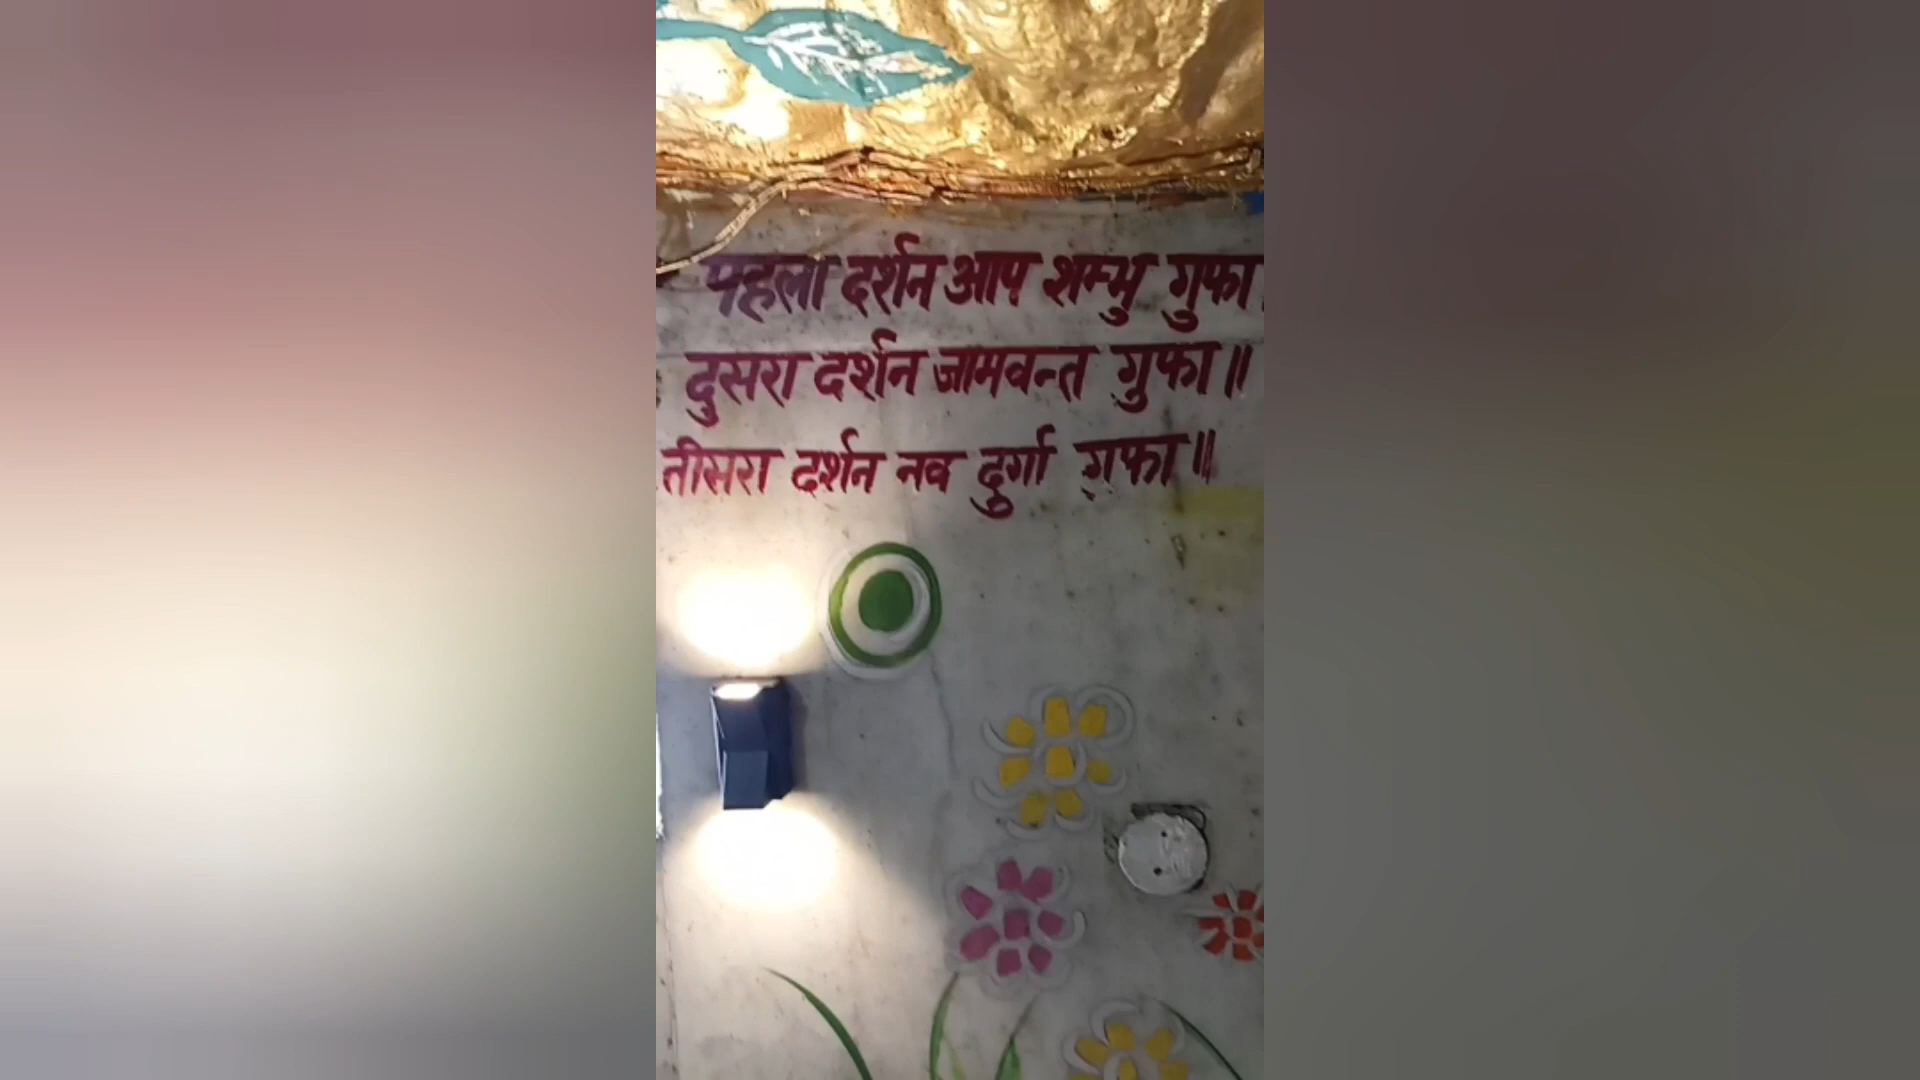 पहला दर्शन आप शम्भु गुफा।
दुसरा दर्शन जामवन्त गुफा॥
तीसरा दर्शन नव दुर्गा गुफा॥